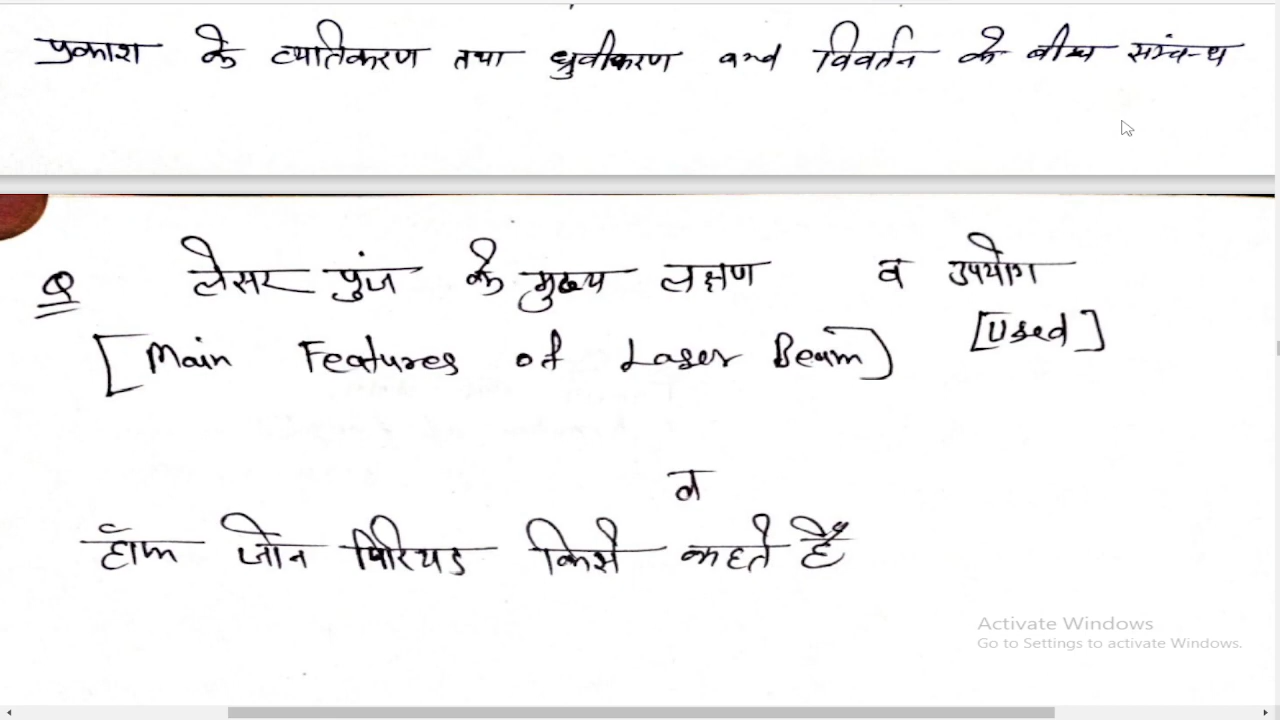 प्रकाश के व्यतिकरण तथा ध्रुवीकरण and विवर्तन के बीच सम्बन्ध
Q लेसर पुंज के मुख्य लक्षण व उपयोग
[Main Features of Laser Beam] [Used]
व
हॉफ जोन पिरियड किसे कहते हैं
Activate Windows
Go to Settings to activate Windows.